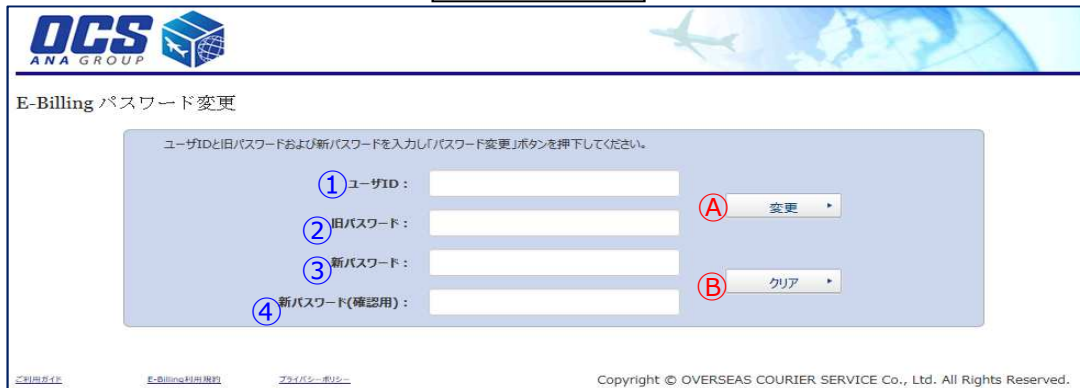 OCS
ANA GROUP
E-Billing パスワード変更
ユーザIDと旧パスワードおよび新パスワードを入力し「パスワード変更」ボタンを押下してください。
① ユーザID：
Ⓐ 変更
② 旧パスワード：
③ 新パスワード：
Ⓑ クリア
④ 新パスワード(確認用)：
ご利用ガイド E-Billing利用規約 プライバシーポリシー Copyright © OVERSEAS COURIER SERVICE Co., Ltd. All Rights Reserved.